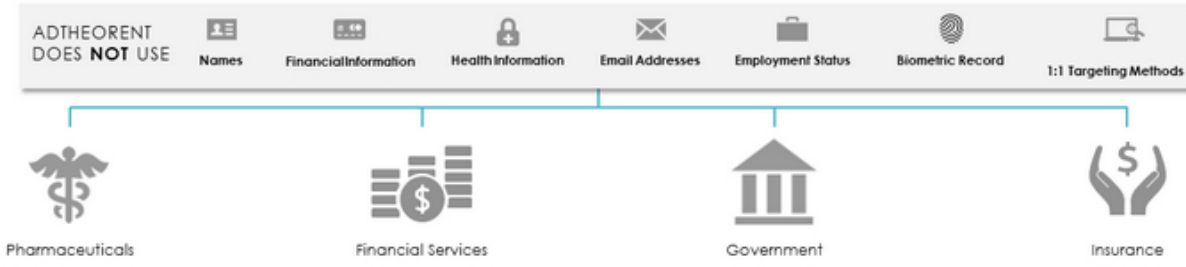 ADTHEORENT
DOES NOT USE
Names
FinancialInformation
Health Information
Email Addresses
Employment Status
Biometric Record
1:1 Targeting Methods
Pharmaceuticals
Financial Services
Government
Insurance